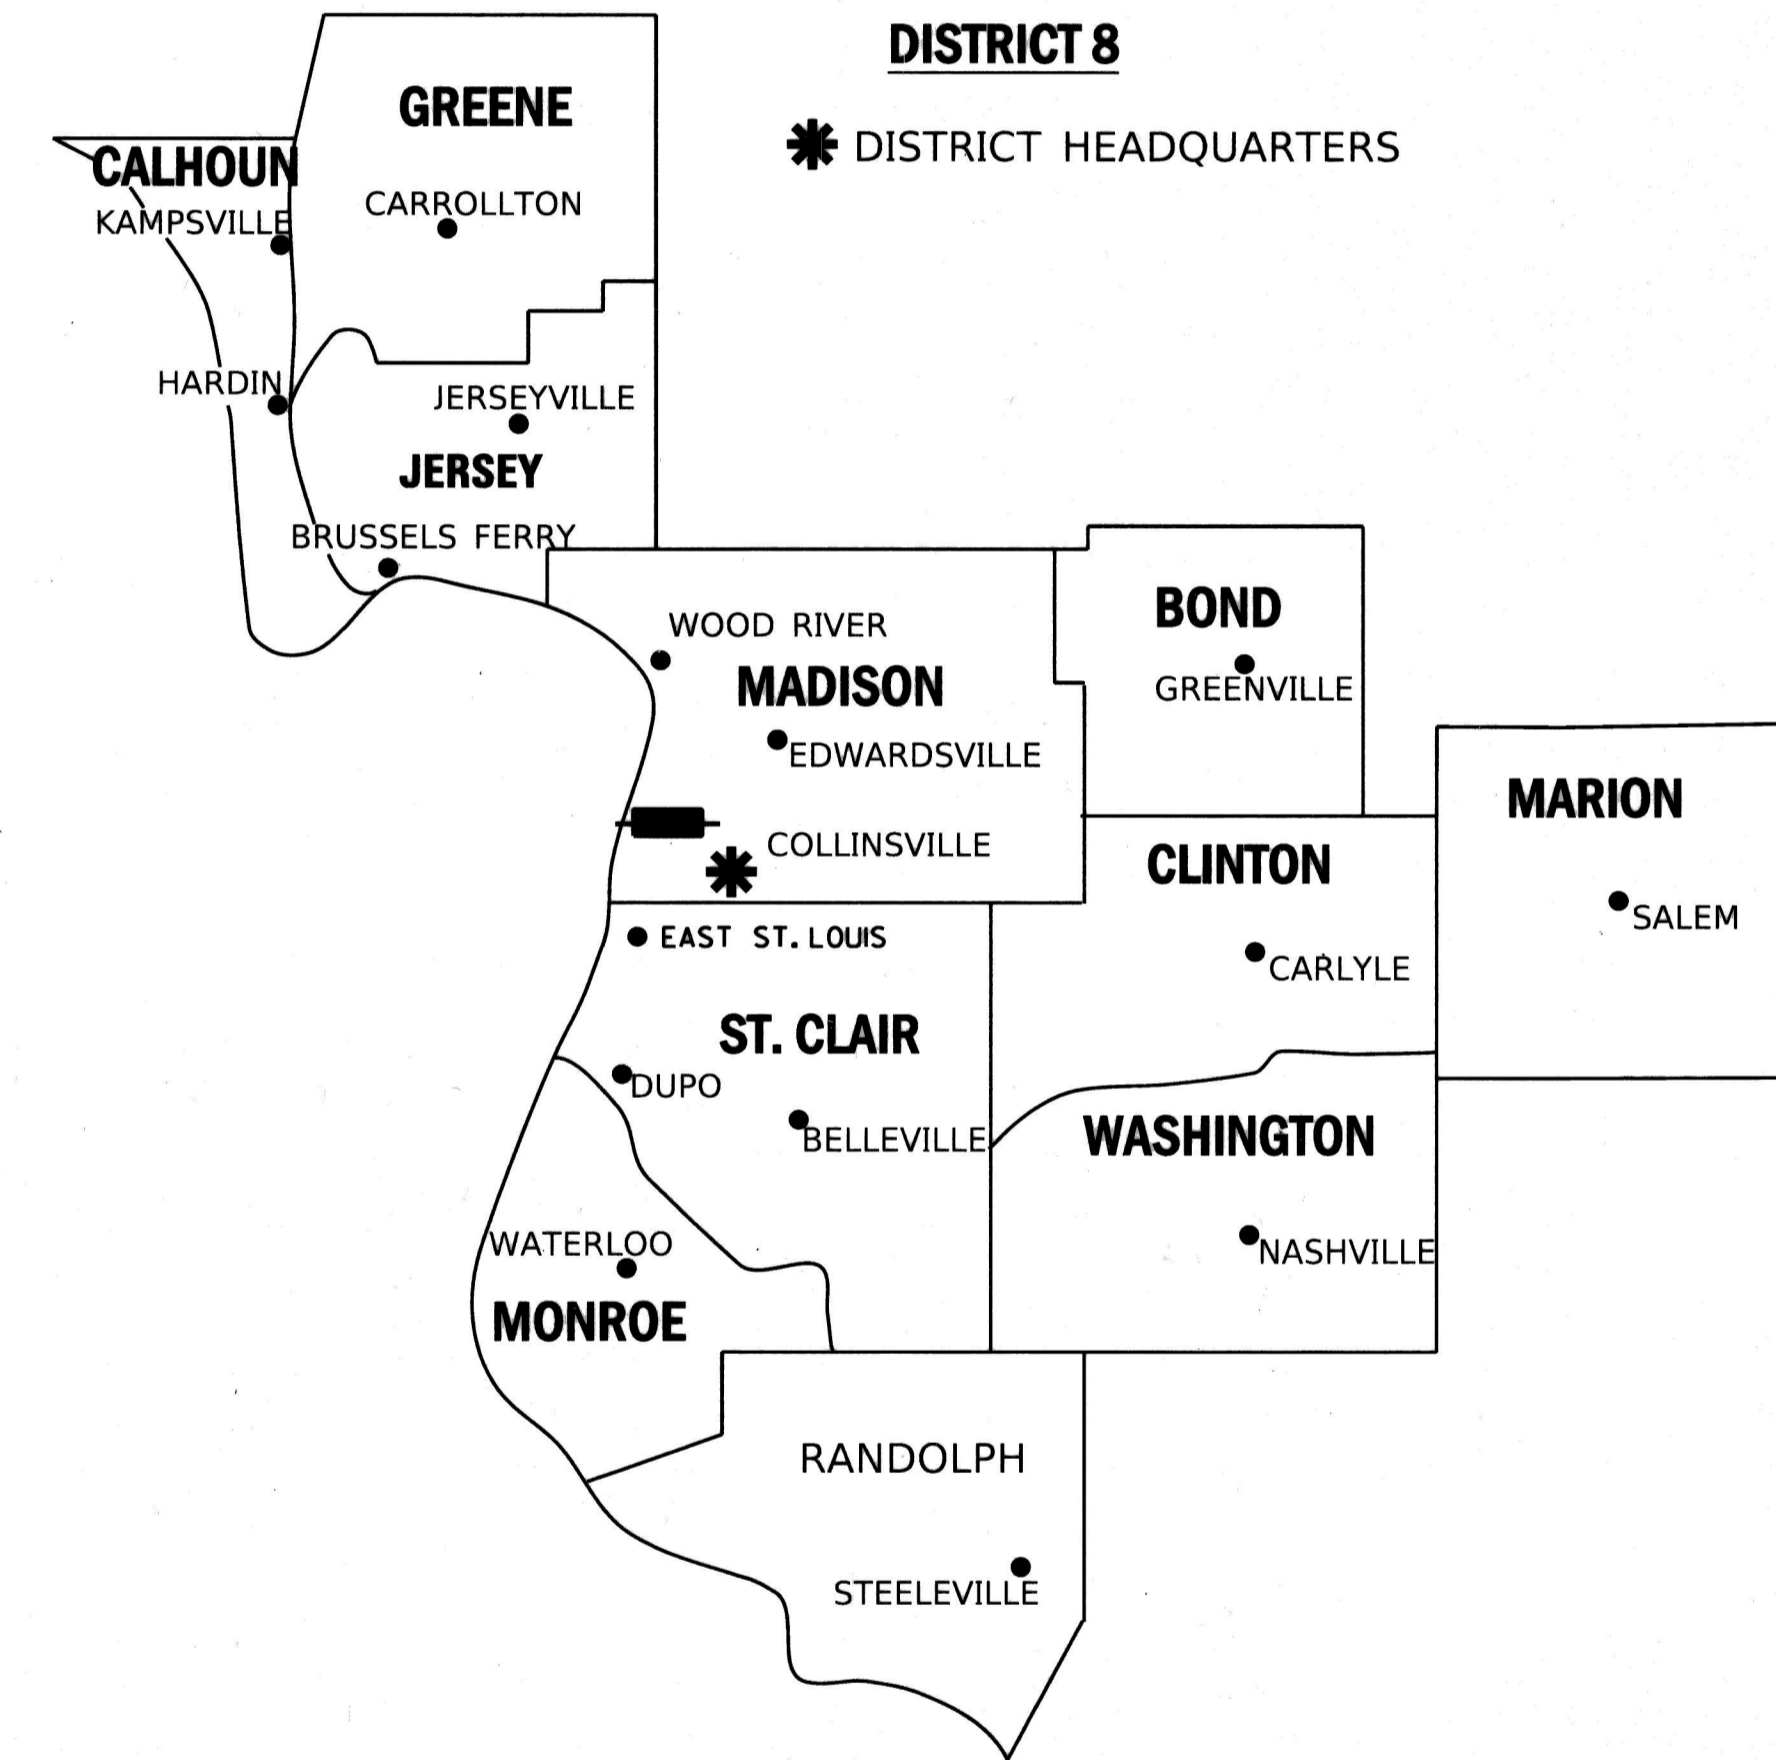 DISTRICT 8
DISTRICT HEADQUARTERS
GREENE
CARROLLTON
CALHOUN
KAMPSVILLE
HARDIN
JERSEYVILLE
JERSEY
BRUSSELS FERRY
WOOD RIVER
MADISON
EDWARDSVILLE
COLLINSVILLE
BOND
GREENVILLE
MARION
SALEM
CLINTON
CARLYLE
EAST ST. LOUIS
ST. CLAIR
DUPO
BELLEVILLE
WASHINGTON
NASHVILLE
WATERLOO
MONROE
RANDOLPH
STEELEVILLE